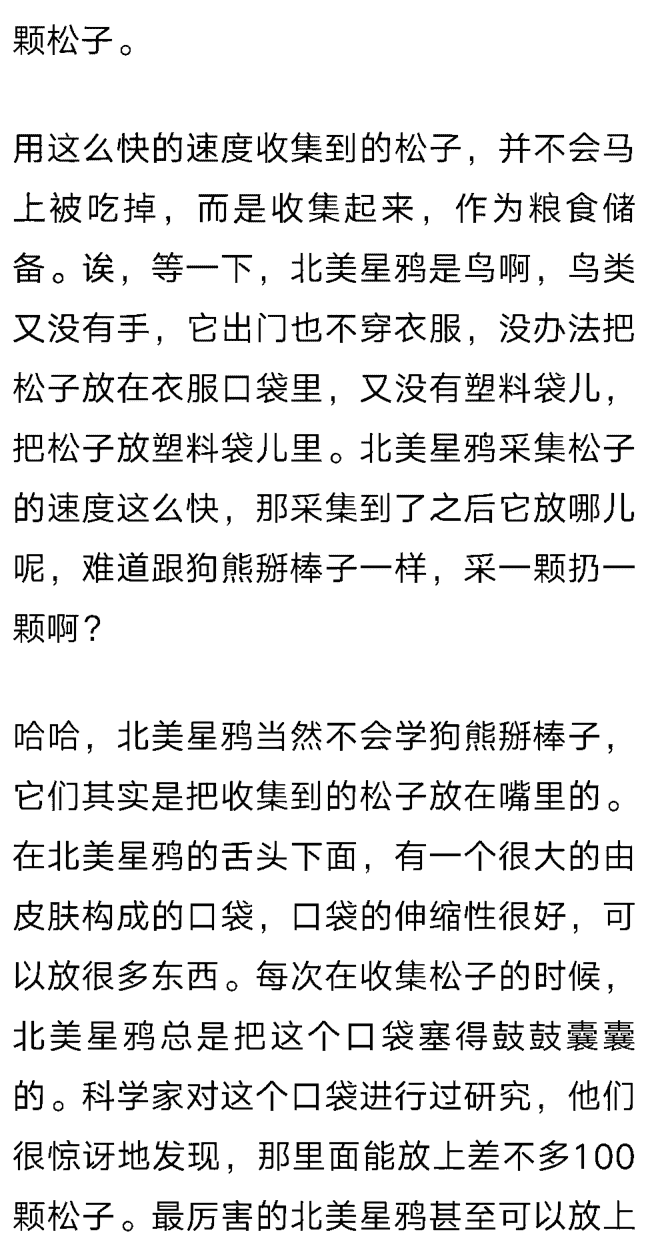 颗松子。
用这么快的速度收集到的松子，并不会马
上被吃掉，而是收集起来，作为粮食储
备。诶，等一下，北美星鸦是鸟啊，鸟类
又没有手，它出门也不穿衣服，没办法把
松子放在衣服口袋里，又没有塑料袋儿，
把松子放塑料袋儿里。北美星鸦采集松子
的速度这么快，那采集到了之后它放哪儿
呢，难道跟狗熊掰棒子一样，采一颗扔一
颗啊？
哈哈，北美星鸦当然不会学狗熊掰棒子，
它们其实是把收集到的松子放在嘴里的。
在北美星鸦的舌头下面，有一个很大的由
皮肤构成的口袋，口袋的伸缩性很好，可
以放很多东西。每次在收集松子的时候，
北美星鸦总是把这个口袋塞得鼓鼓囊囊
的。科学家对这个口袋进行过研究，他们
很惊讶地发现，那里面能放上差不多100
颗松子。最厉害的北美星鸦甚至可以放上